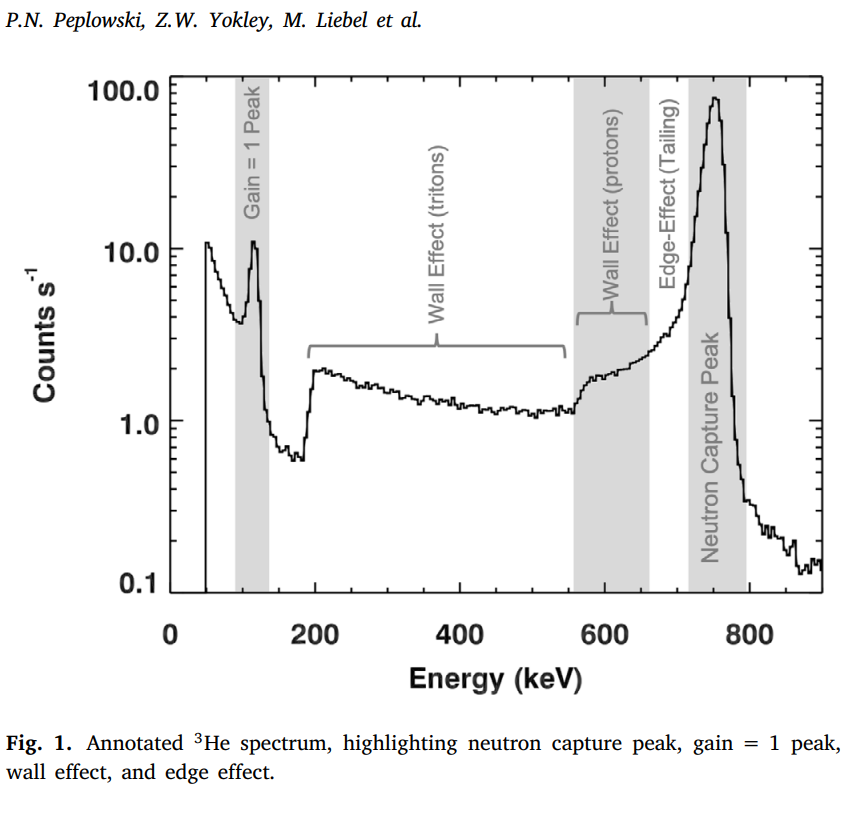 P.N. Peplowski, Z.W. Yokley, M. Liebel et al.
100.0
10.0
1.0
0.1
Counts s⁻¹
Gain = 1 Peak
Wall Effect (tritons)
Wall Effect (protons)
Edge-Effect (Tailing)
Neutron Capture Peak
0 200 400 600 800
Energy (keV)
Fig. 1. Annotated ³He spectrum, highlighting neutron capture peak, gain = 1 peak,
wall effect, and edge effect.